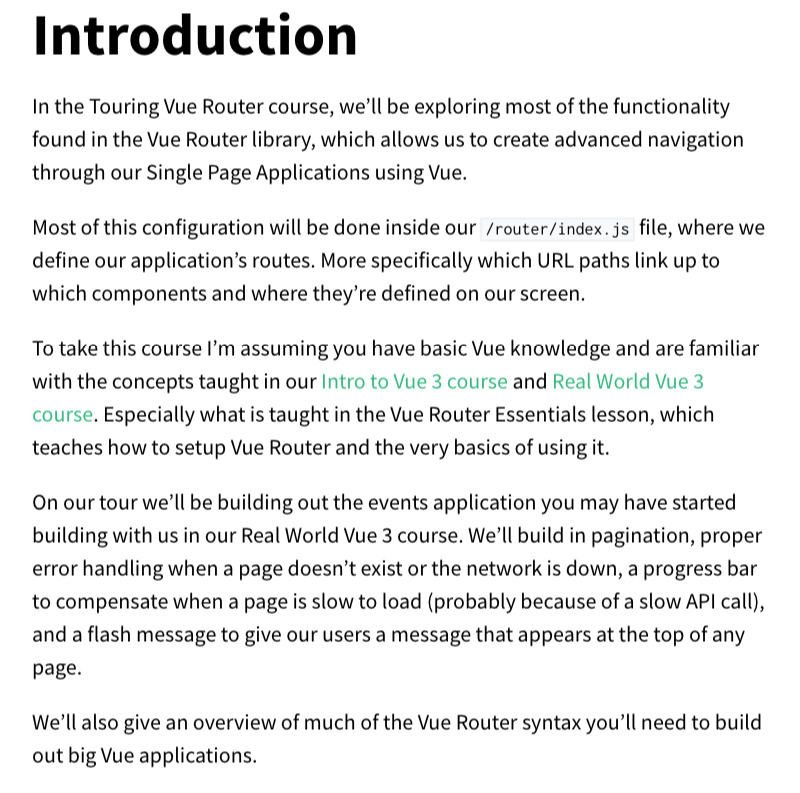 Introduction
In the Touring Vue Router course, we’ll be exploring most of the functionality
found in the Vue Router library, which allows us to create advanced navigation
through our Single Page Applications using Vue.
Most of this configuration will be done inside our /router/index.js file, where we
define our application’s routes. More specifically which URL paths link up to
which components and where they’re defined on our screen.
To take this course I’m assuming you have basic Vue knowledge and are familiar
with the concepts taught in our Intro to Vue 3 course and Real World Vue 3
course. Especially what is taught in the Vue Router Essentials lesson, which
teaches how to setup Vue Router and the very basics of using it.
On our tour we’ll be building out the events application you may have started
building with us in our Real World Vue 3 course. We’ll build in pagination, proper
error handling when a page doesn’t exist or the network is down, a progress bar
to compensate when a page is slow to load (probably because of a slow API call),
and a flash message to give our users a message that appears at the top of any
page.
We’ll also give an overview of much of the Vue Router syntax you’ll need to build
out big Vue applications.